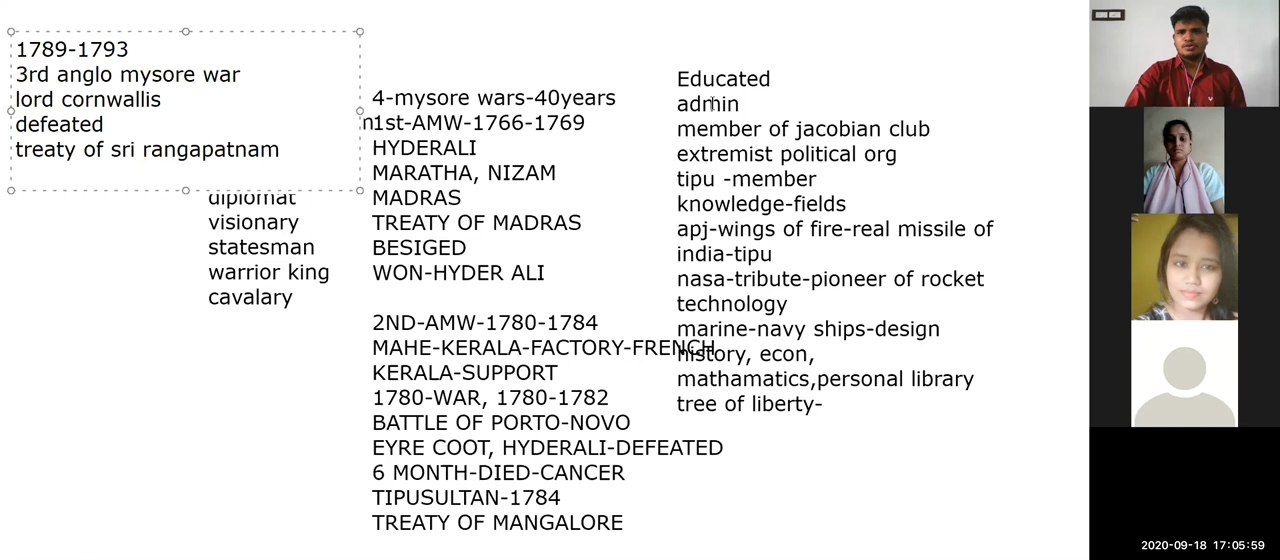 1789-1793
3rd anglo mysore war
lord cornwallis
defeated
treaty of sri rangapatnam
diplomat
visionary
statesman
warrior king
cavalary
4-mysore wars-40years
1st-AMW-1766-1769
HYDERALI
MARATHA, NIZAM
MADRAS
TREATY OF MADRAS
BESIGED
WON-HYDER ALI
2ND-AMW-1780-1784
MAHE-KERALA-FACTORY-FRENCH
KERALA-SUPPORT
1780-WAR, 1780-1782
BATTLE OF PORTO-NOVO
EYRE COOT, HYDERALI-DEFEATED
6 MONTH-DIED-CANCER
TIPUSULTAN-1784
TREATY OF MANGALORE
Educated
admin
member of jacobian club
extremist political org
tipu -member
knowledge-fields
apj-wings of fire-real missile of
india-tipu
nasa-tribute-pioneer of rocket
technology
marine-navy ships-design
history, econ,
mathamatics,personal library
tree of liberty-
2020-09-18 17:05:59